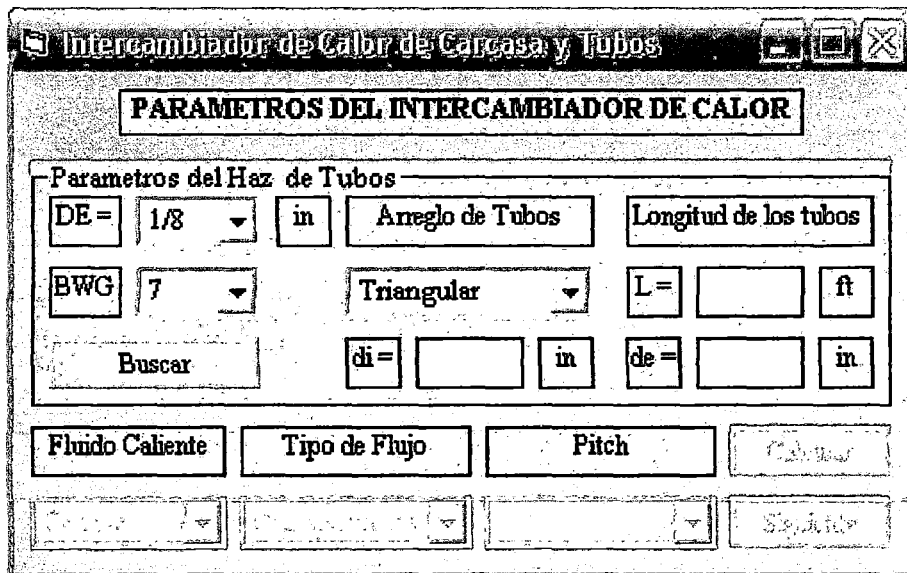 Intercambiador de Calor de Carcasa y Tubos
PARAMETROS DEL INTERCAMBIADOR DE CALOR
Parametros del Haz de Tubos
DE = 1/8 in Arreglo de Tubos Longitud de los tubos
BWG 7 Triangular L = ft
Buscar di = in de = in
Fluido Caliente Tipo de Flujo Pitch
Siguiente